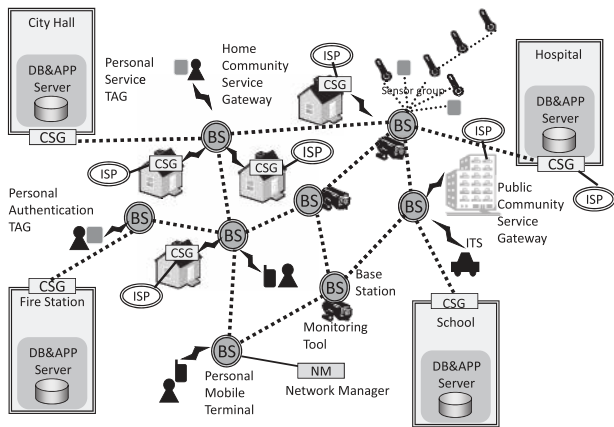 City Hall
DB&APP
Server
CSG
Personal
Service
TAG
Home
Community
Service
Gateway
ISP
CSG
Sensor group
Hospital
DB&APP
Server
CSG
ISP
ISP
BS
BS
ISP
CSG
CSG
ISP
Personal
Authentication
TAG
BS
BS
BS
BS
Public
Community
Service
Gateway
ITS
CSG
ISP
CSG
Fire Station
DB&APP
Server
BS
Base
Station
Monitoring
Tool
CSG
School
DB&APP
Server
BS
Personal
Mobile
Terminal
NM
Network Manager